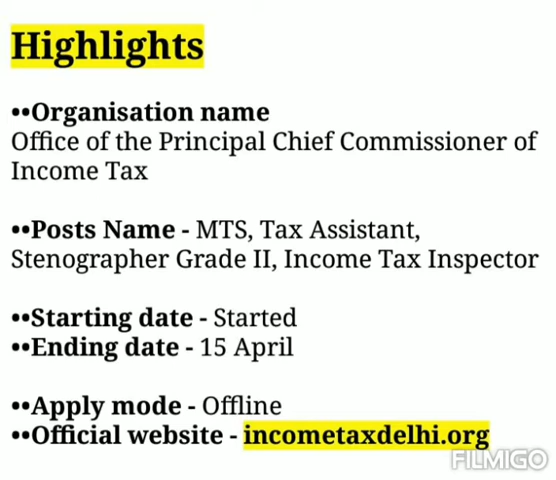 Highlights
••Organisation name
Office of the Principal Chief Commissioner of
Income Tax
••Posts Name - MTS, Tax Assistant,
Stenographer Grade II, Income Tax Inspector
••Starting date - Started
••Ending date - 15 April
••Apply mode - Offline
••Official website - incometaxdelhi.org
FILMIGO